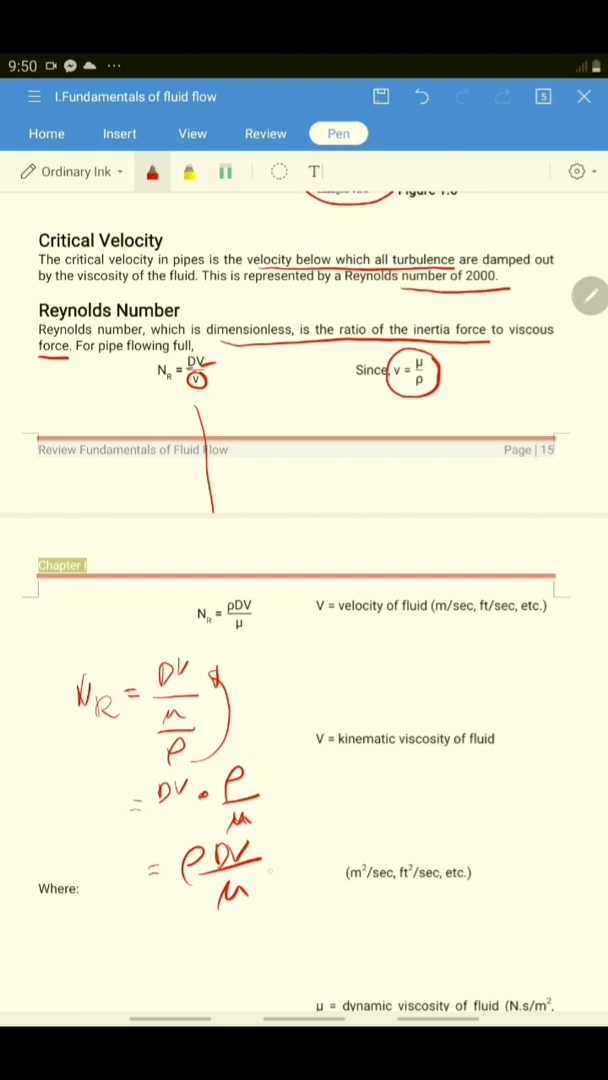 9:50 ...
I.Fundamentals of fluid flow 5
Home Insert View Review Pen
Ordinary Ink T
Critical Velocity
The critical velocity in pipes is the velocity below which all turbulence are damped out
by the viscosity of the fluid. This is represented by a Reynolds number of 2000.
Reynolds Number
Reynolds number, which is dimensionless, is the ratio of the inertia force to viscous
force. For pipe flowing full,
N_R = DV/v Since, v = μ/ρ
Review Fundamentals of Fluid Flow Page | 15
Chapter I
N_R = ρDV/μ V = velocity of fluid (m/sec, ft/sec, etc.)
N_R = DV / (μ/ρ)
V = kinematic viscosity of fluid
= DV · ρ/μ
= ρDV/μ
(m²/sec, ft²/sec, etc.)
Where:
μ = dynamic viscosity of fluid (N.s/m²,